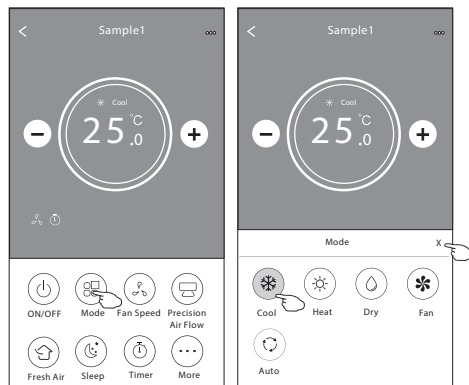 Sample1
Cool
25.0°C
ON/OFF
Mode
Fan Speed
Precision
Air Flow
Fresh Air
Sleep
Timer
More
Sample1
Cool
25.0°C
Mode
X
Cool
Heat
Dry
Fan
Auto